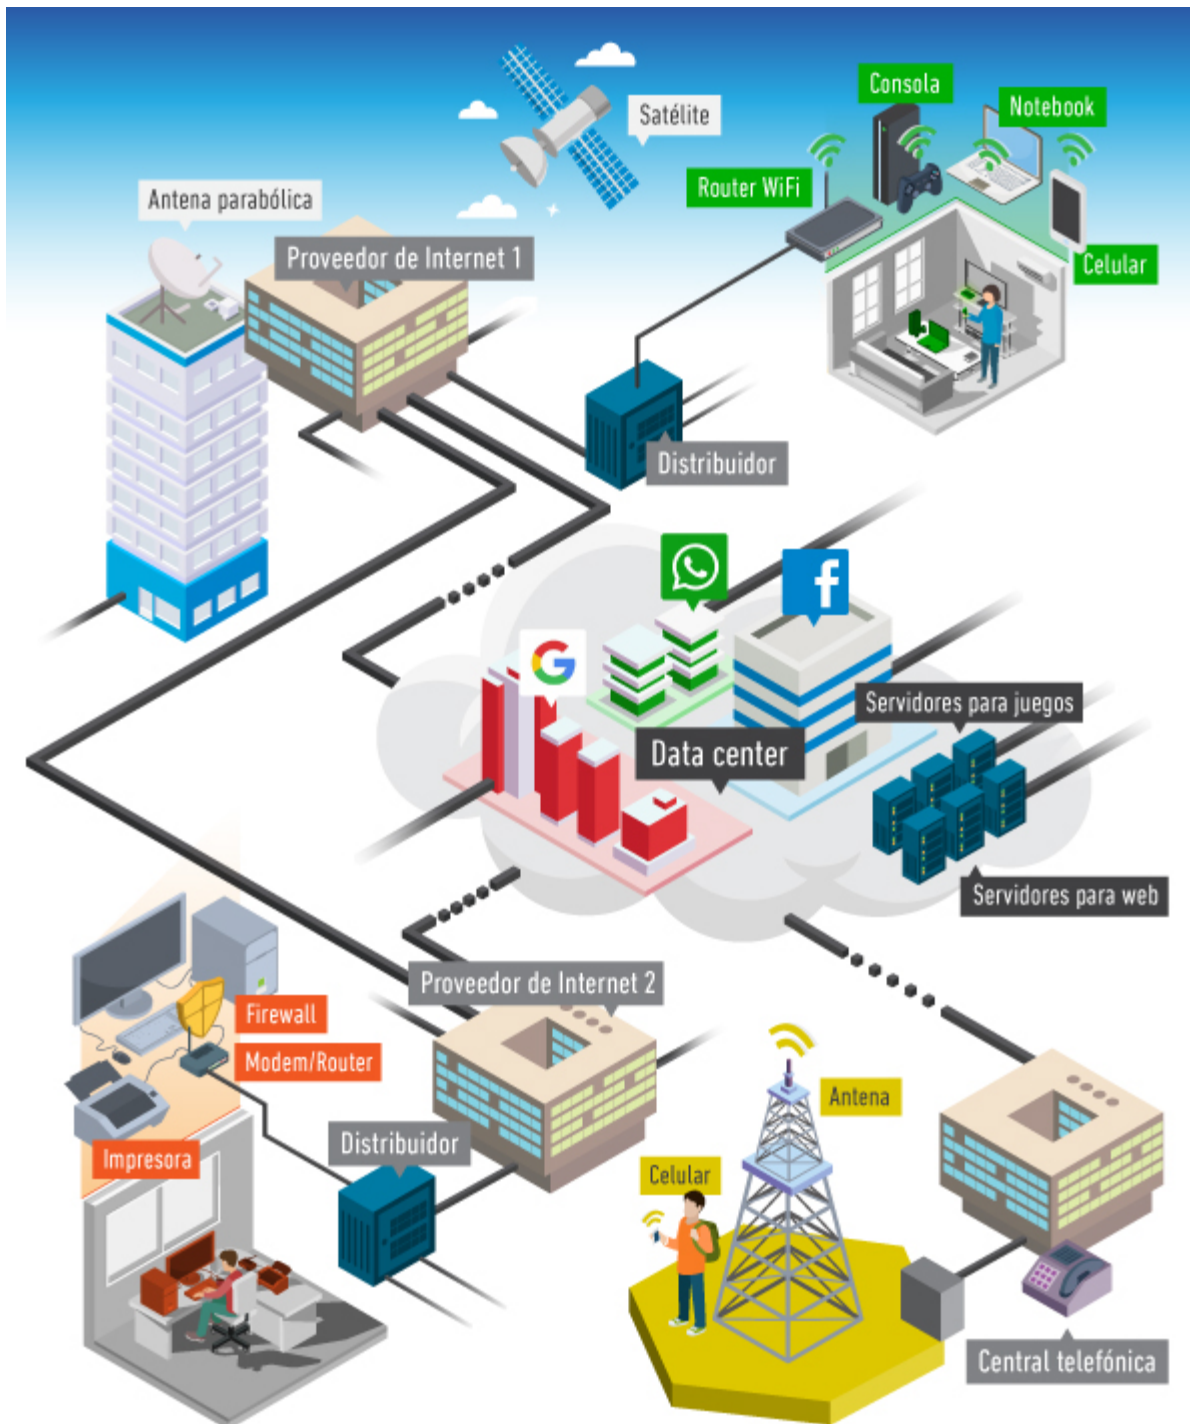 Consola
Notebook
Satélite
Router WiFi
Antena parabólica
Proveedor de Internet 1
Celular
Distribuidor
f
G
Servidores para juegos
Data center
Servidores para web
Proveedor de Internet 2
Firewall
Modem/Router
Antena
Distribuidor
Impresora
Celular
Central telefónica